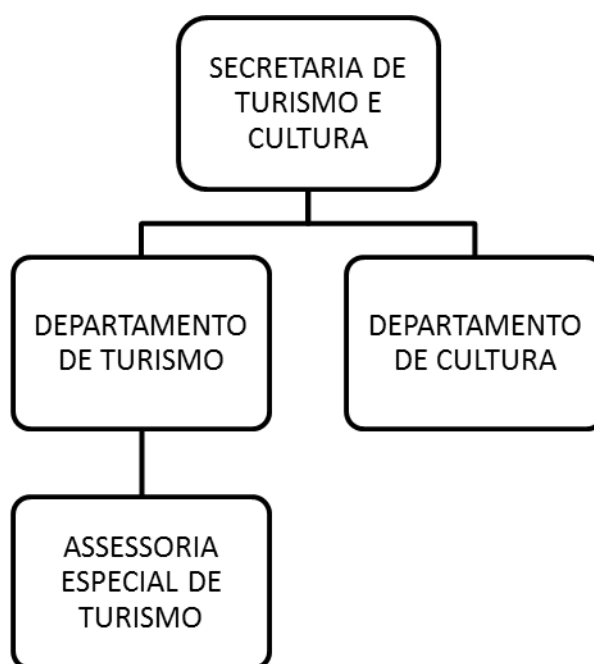 SECRETARIA DE
TURISMO E
CULTURA
DEPARTAMENTO
DE TURISMO
DEPARTAMENTO
DE CULTURA
ASSESSORIA
ESPECIAL DE
TURISMO